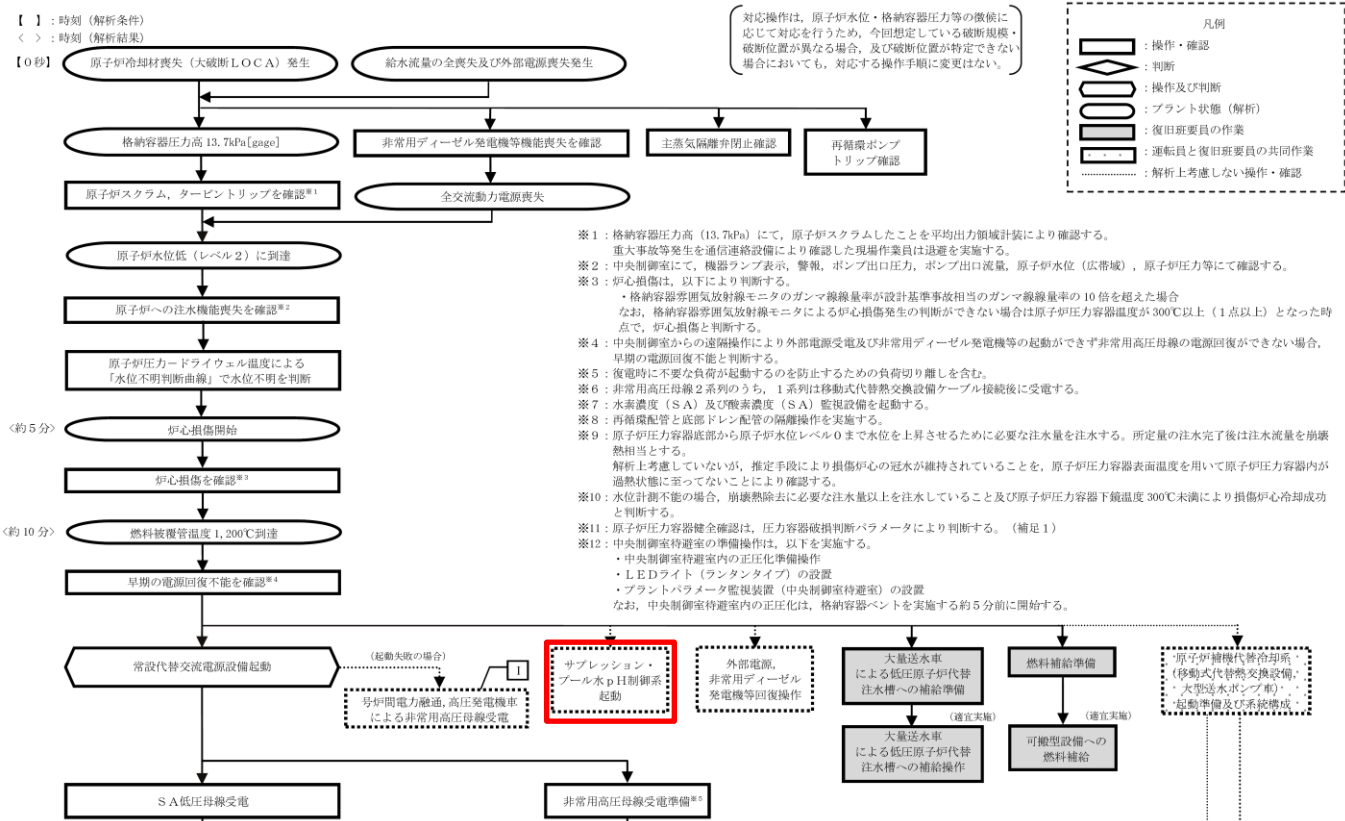 【 】：時刻（解析条件）
〈 〉：時刻（解析結果）
【0秒】
原子炉冷却材喪失（大破断ＬＯＣＡ）発生
給水流量の全喪失及び外部電源喪失発生
対応操作は，原子炉水位・格納容器圧力等の徴候に
応じて対応を行うため，今回想定している破断規模・
破断位置が異なる場合，及び破断位置が特定できない
場合においても，対応する操作手順に変更はない。
凡例
：操作・確認
：判断
：操作及び判断
：プラント状態（解析）
：復旧班要員の作業
：運転員と復旧班要員の共同作業
：解析上考慮しない操作・確認
格納容器圧力高 13.7kPa[gage]
非常用ディーゼル発電機等機能喪失を確認
主蒸気隔離弁閉止確認
再循環ポンプ
トリップ確認
原子炉スクラム，タービントリップを確認※1
全交流動力電源喪失
原子炉水位低（レベル２）に到達
原子炉への注水機能喪失を確認※2
原子炉圧力－ドライウェル温度による
「水位不明判断曲線」で水位不明を判断
〈約５分〉
炉心損傷開始
炉心損傷を確認※3
〈約10分〉
燃料被覆管温度 1,200℃到達
早期の電源回復不能を確認※4
※１：格納容器圧力高（13.7kPa）にて，原子炉スクラムしたことを平均出力領域計装により確認する。
重大事故等発生を通信連絡設備により確認した現場作業員は退避を実施する。
※２：中央制御室にて，機器ランプ表示，警報，ポンプ出口圧力，ポンプ出口流量，原子炉水位（広帯域），原子炉圧力等にて確認する。
※３：炉心損傷は，以下により判断する。
・格納容器雰囲気放射線モニタのガンマ線線量率が設計基準事故相当のガンマ線線量率の 10 倍を超えた場合
なお，格納容器雰囲気放射線モニタによる炉心損傷発生の判断ができない場合は原子炉圧力容器温度が 300℃以上（１点以上）となった時
点で，炉心損傷と判断する。
※４：中央制御室からの遠隔操作により外部電源受電及び非常用ディーゼル発電機等の起動ができず非常用高圧母線の電源回復ができない場合，
早期の電源回復不能と判断する。
※５：復電時に不要な負荷が起動するのを防止するための負荷切り離しを含む。
※６：非常用高圧母線２系列のうち，１系列は移動式代替熱交換設備ケーブル接続後に受電する。
※７：水素濃度（ＳＡ）及び酸素濃度（ＳＡ）監視設備を起動する。
※８：再循環配管と底部ドレン配管の隔離操作を実施する。
※９：原子炉圧力容器底部から原子炉水位レベル０まで水位を上昇させるために必要な注水量を注水する。所定量の注水完了後は注水流量を崩壊
熱相当とする。
解析上考慮していないが，推定手段により損傷炉心の冠水が維持されていることを，原子炉圧力容器表面温度を用いて原子炉圧力容器内が
過熱状態に至ってないことにより確認する。
※10：水位計測不能の場合，崩壊熱除去に必要な注水量以上を注水していること及び原子炉圧力容器下鏡温度 300℃未満により損傷炉心冷却成功
と判断する。
※11：原子炉圧力容器健全確認は，圧力容器破損判断パラメータにより判断する。（補足１）
※12：中央制御室待避室の準備操作は，以下を実施する。
・中央制御室待避室内の正圧化準備操作
・ＬＥＤライト（ランタンタイプ）の設置
・プラントパラメータ監視装置（中央制御室待避室）の設置
なお，中央制御室待避室内の正圧化は，格納容器ベントを実施する約５分前に開始する。
常設代替交流電源設備起動
（起動失敗の場合）
1
号炉間電力融通，高圧発電機車
による非常用高圧母線受電
サプレッション・
プール水ｐＨ制御系
起動
外部電源，
非常用ディーゼル
発電機等回復操作
大量送水車
による低圧原子炉代替
注水槽への補給準備
燃料補給準備
原子炉補機代替冷却系
（移動式代替熱交換設備，
大型送水ポンプ車）
起動準備及び系統構成
（適宜実施）
（適宜実施）
大量送水車
による低圧原子炉代替
注水槽への補給操作
可搬型設備への
燃料補給
ＳＡ低圧母線受電
非常用高圧母線受電準備※5